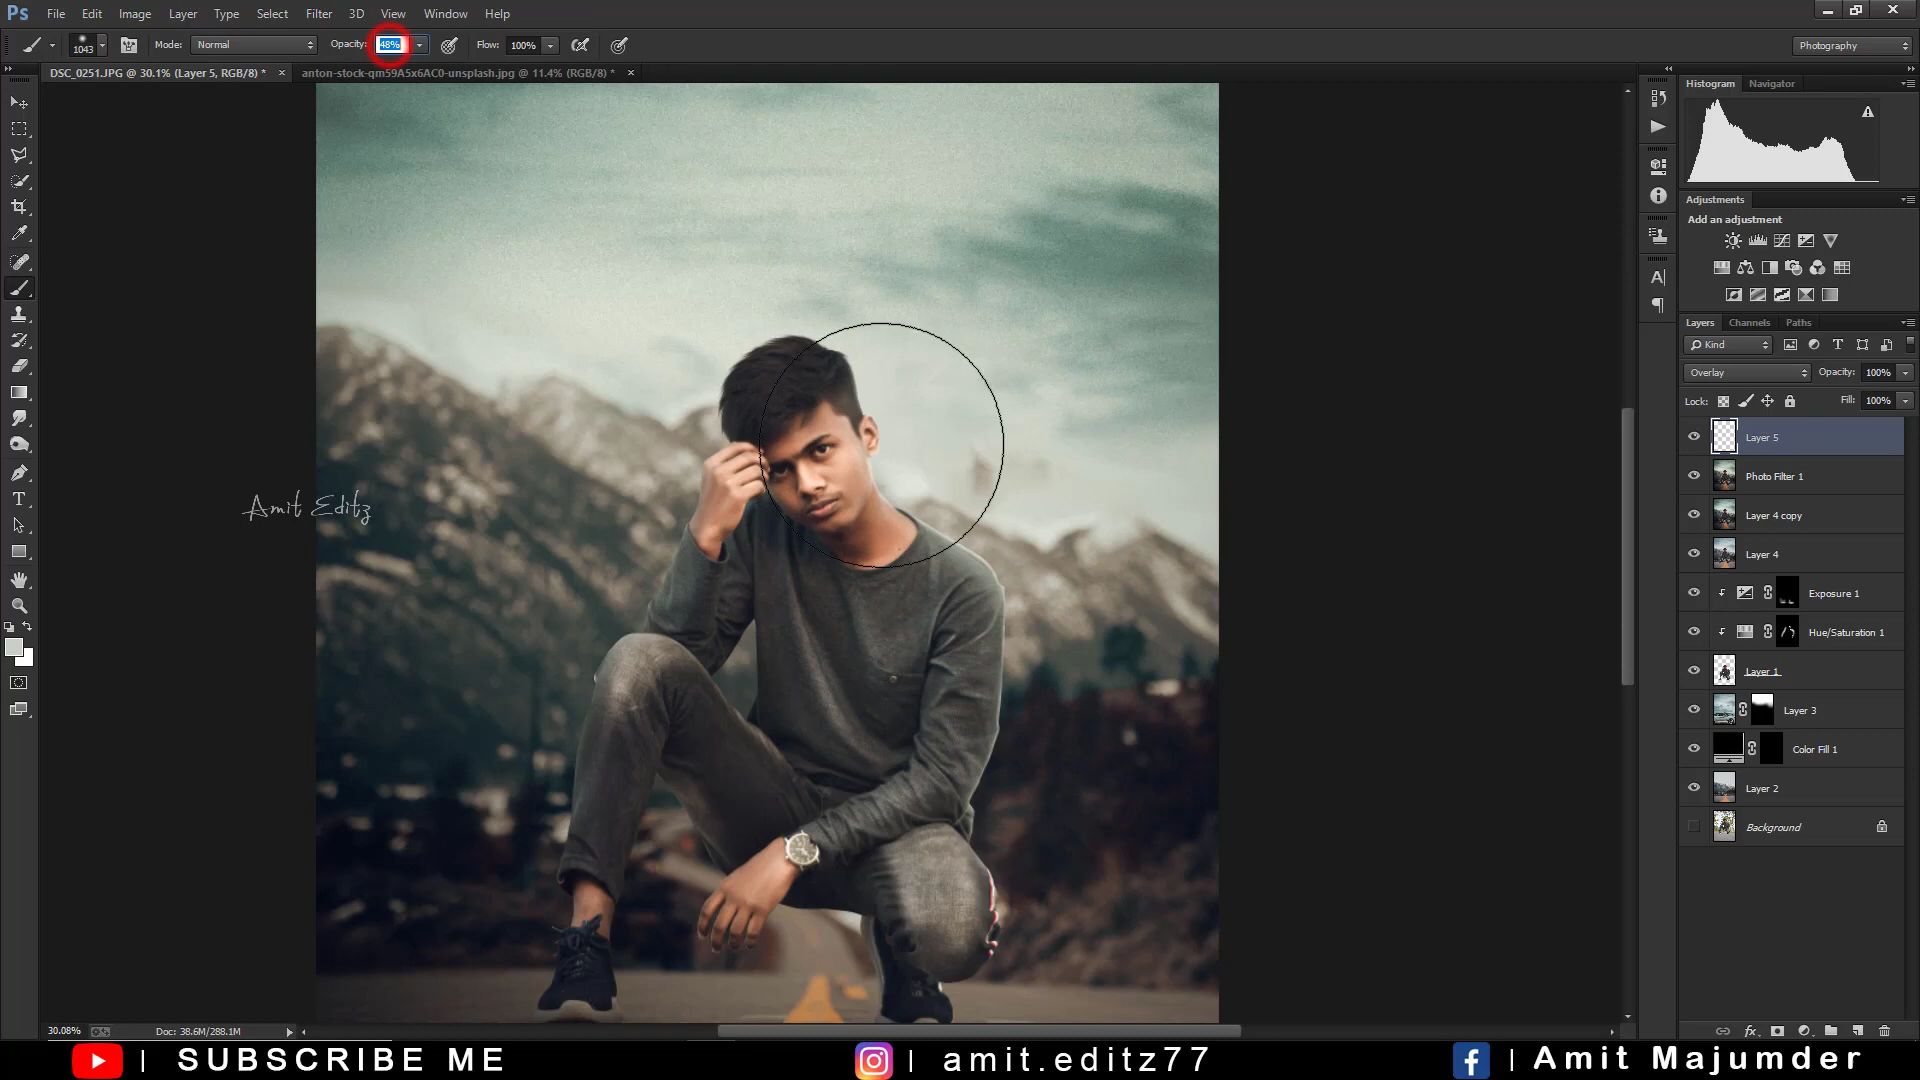 Ps File Edit Image Layer Type Select Filter 3D View Window Help
1043 Mode: Normal Opacity: 48% Flow: 100% Photography
DSC_0251.JPG @ 30.1% (Layer 5, RGB/8) * × anton-stock-qm59A5x6AC0-unsplash.jpg @ 11.4% (RGB/8) * ×
Histogram Navigator
Adjustments
Add an adjustment
Layers Channels Paths
Kind
Overlay Opacity: 100%
Lock: Fill: 100%
Layer 5
Photo Filter 1
Layer 4 copy
Layer 4
Exposure 1
Hue/Saturation 1
Layer 1
Layer 3
Color Fill 1
Layer 2
Background
Amit Editz
30.08% Doc: 38.6M/288.1M
| SUBSCRIBE ME | amit.editz77 | Amit Majumder